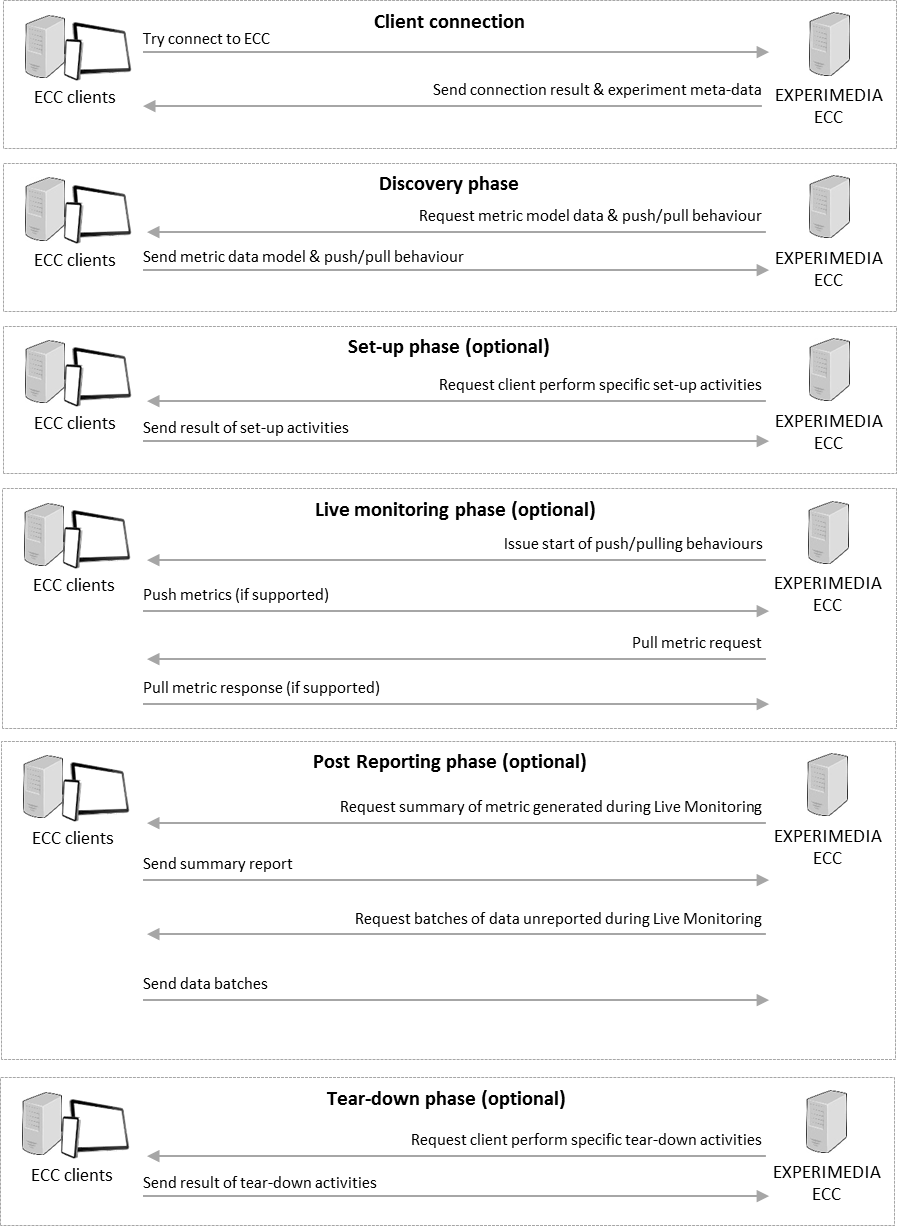 Client connection
Try connect to ECC
Send connection result & experiment meta-data
ECC clients
EXPERIMEDIA
ECC
Discovery phase
Request metric model data & push/pull behaviour
Send metric data model & push/pull behaviour
ECC clients
EXPERIMEDIA
ECC
Set-up phase (optional)
Request client perform specific set-up activities
Send result of set-up activities
ECC clients
EXPERIMEDIA
ECC
Live monitoring phase (optional)
Issue start of push/pulling behaviours
ECC clients
EXPERIMEDIA
ECC
Push metrics (if supported)
Pull metric request
Pull metric response (if supported)
Post Reporting phase (optional)
Request summary of metric generated during Live Monitoring
ECC clients
EXPERIMEDIA
ECC
Send summary report
Request batches of data unreported during Live Monitoring
Send data batches
Tear-down phase (optional)
Request client perform specific tear-down activities
ECC clients
EXPERIMEDIA
ECC
Send result of tear-down activities